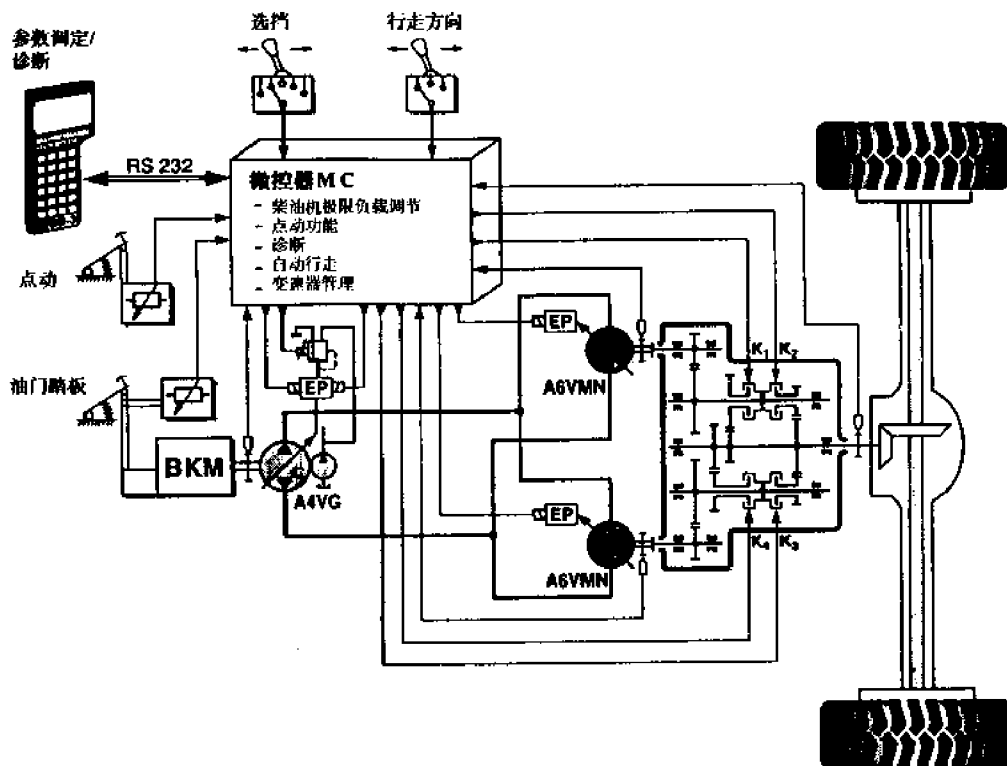 选挡
行走方向
参数调定/
诊断
RS 232
微控器MC
- 柴油机极限负载调节
- 点动功能
- 诊断
- 自动行走
- 变速器管理
点动
油门踏板
BKM
EP
A4VG
EP
A6VMN
EP
A6VMN
K₁
K₂
K₄
K₃